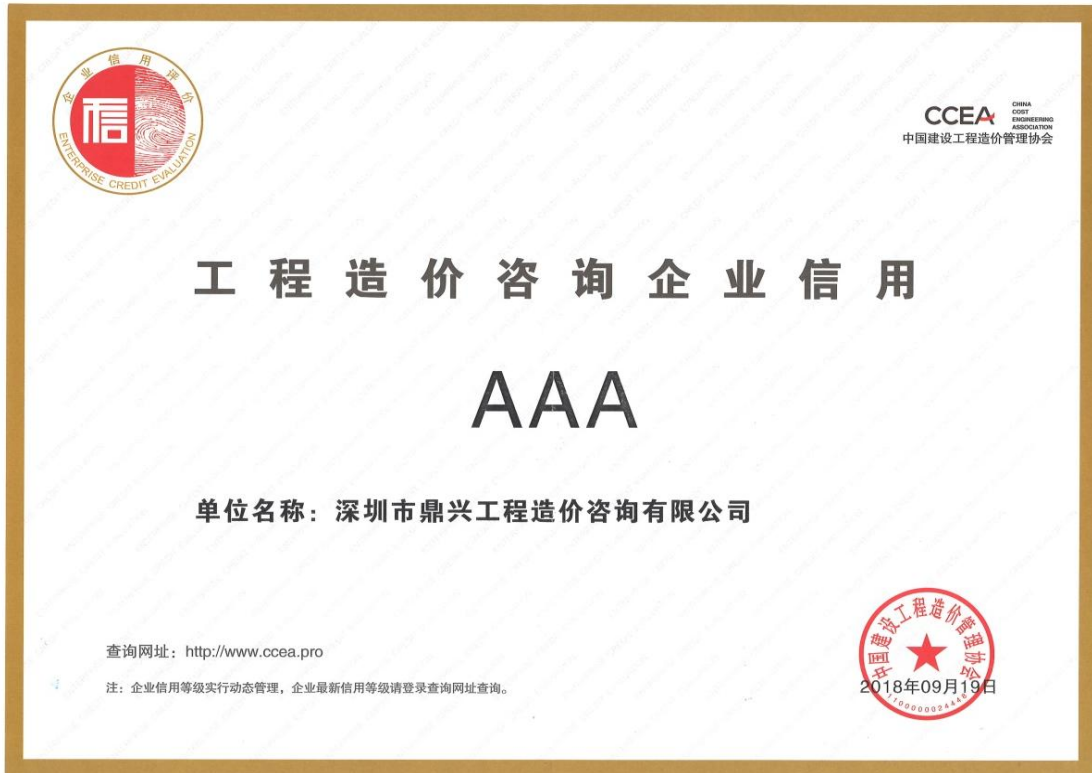 企业信用评价
信
ENTERPRISE CREDIT EVALUATION
CCEA
CHINA
COST
ENGINEERING
ASSOCIATION
中国建设工程造价管理协会
工程造价咨询企业信用
AAA
单位名称：深圳市鼎兴工程造价咨询有限公司
查询网址：http://www.ccea.pro
注：企业信用等级实行动态管理，企业最新信用等级请登录查询网址查询。
中国建设工程造价管理协会
2018年09月19日
1100000024448